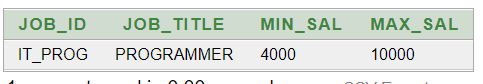 JOB_ID JOB_TITLE MIN_SAL MAX_SAL
IT_PROG PROGRAMMER 4000 10000